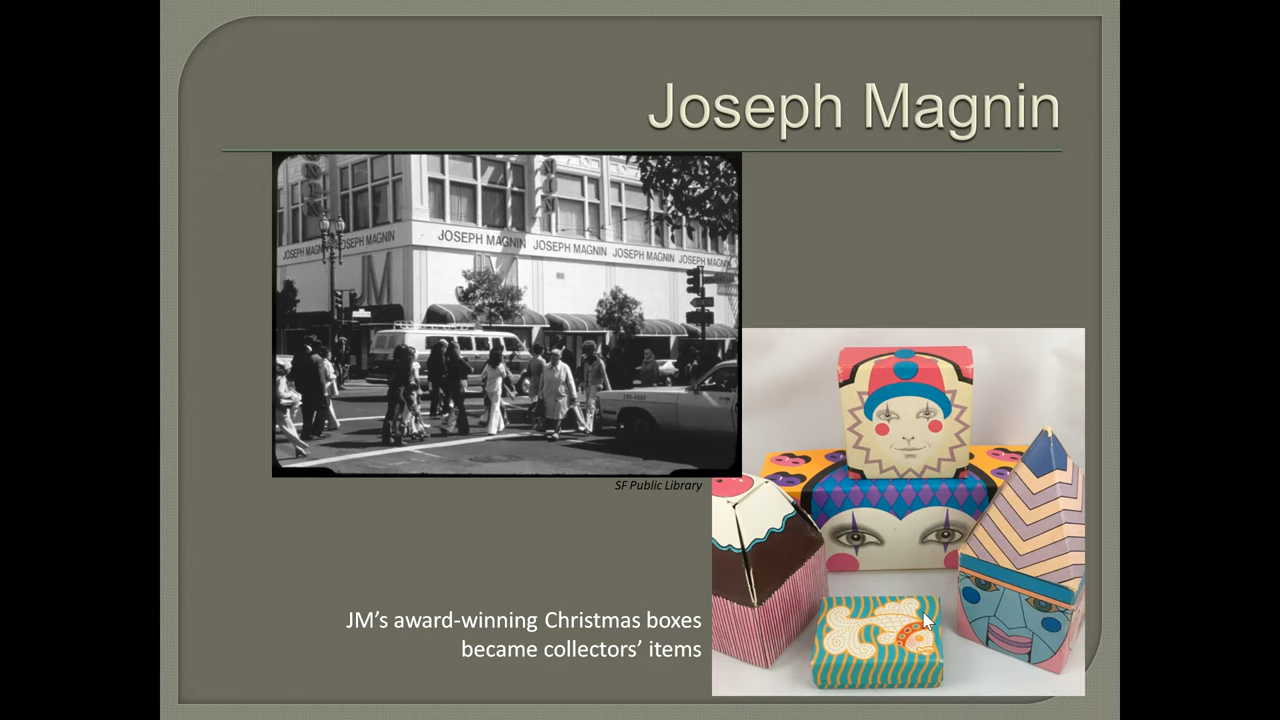 Joseph Magnin
JOSEPH MAGNIN JOSEPH MAGNIN JOSEPH MAGNIN JOSEPH MAGNIN JOSEPH MAGNIN JOSEPH MAGNIN
JM
SF Public Library
JM’s award-winning Christmas boxes
became collectors’ items